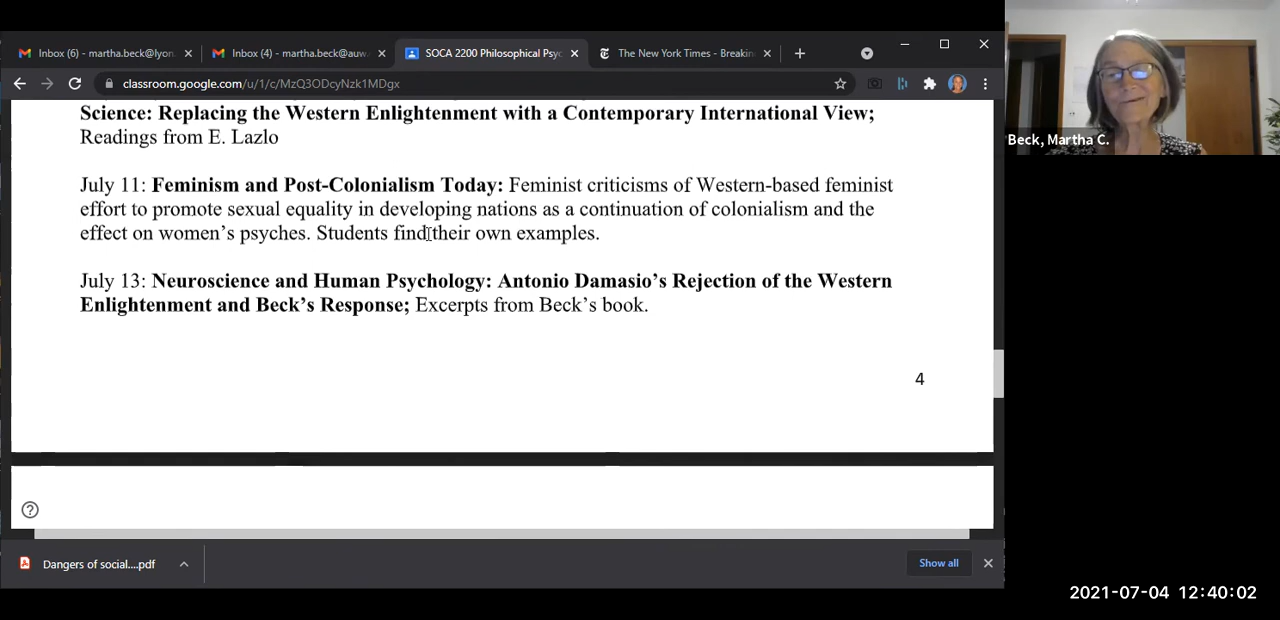 Inbox (6) - martha.beck@lyon.
Inbox (4) - martha.beck@auw.
SOCA 2200 Philosophical Psyc
The New York Times - Breakin
classroom.google.com/u/1/c/MzQ3ODcyNzk1MDgx
Science: Replacing the Western Enlightenment with a Contemporary International View;
Readings from E. Lazlo
July 11: Feminism and Post-Colonialism Today: Feminist criticisms of Western-based feminist
effort to promote sexual equality in developing nations as a continuation of colonialism and the
effect on women's psyches. Students find their own examples.
July 13: Neuroscience and Human Psychology: Antonio Damasio's Rejection of the Western
Enlightenment and Beck's Response; Excerpts from Beck's book.
4
Dangers of social....pdf
Show all
Beck, Martha C.
2021-07-04 12:40:02